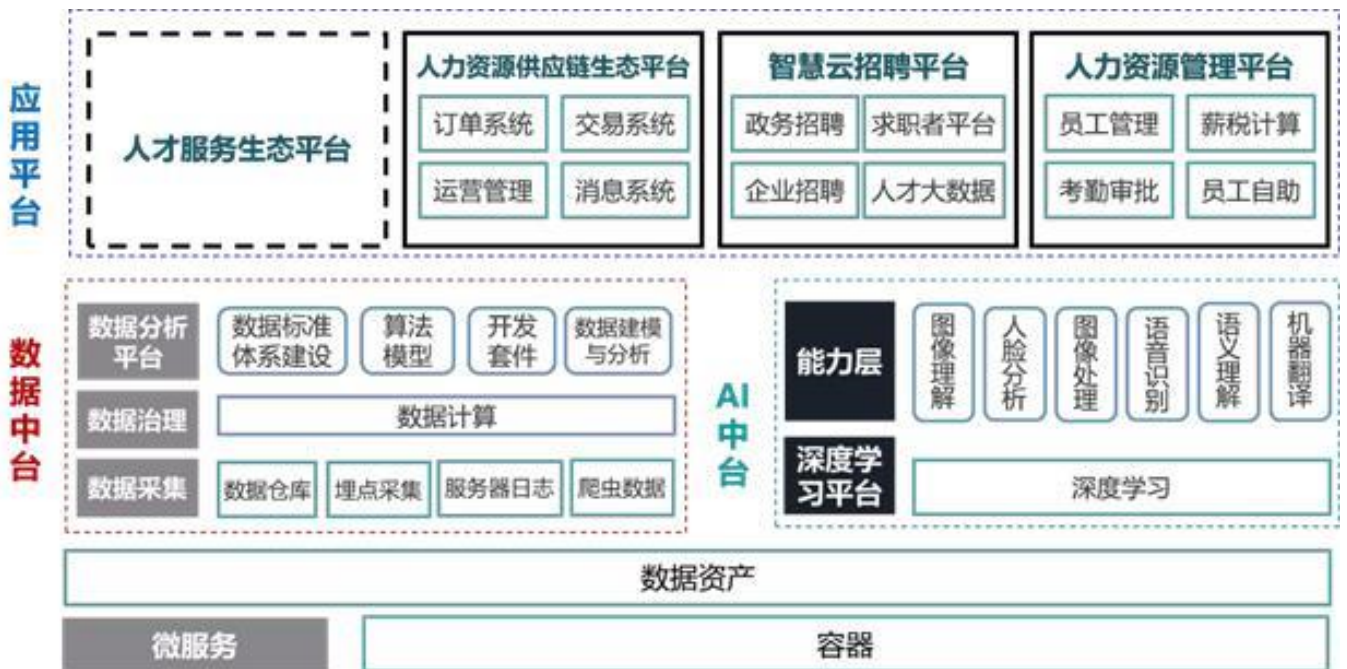 应用平台
人才服务生态平台
人力资源供应链生态平台
订单系统 交易系统
运营管理 消息系统
智慧云招聘平台
政务招聘 求职者平台
企业招聘 人才大数据
人力资源管理平台
员工管理 薪税计算
考勤审批 员工自助
数据中台
数据分析
平台
数据标准
体系建设
算法
模型
开发
套件
数据建模
与分析
数据治理
数据计算
数据采集
数据仓库 埋点采集 服务器日志 爬虫数据
AI中台
能力层
图像理解
人脸分析
图像处理
语音识别
语义理解
机器翻译
深度学
习平台
深度学习
数据资产
微服务
容器